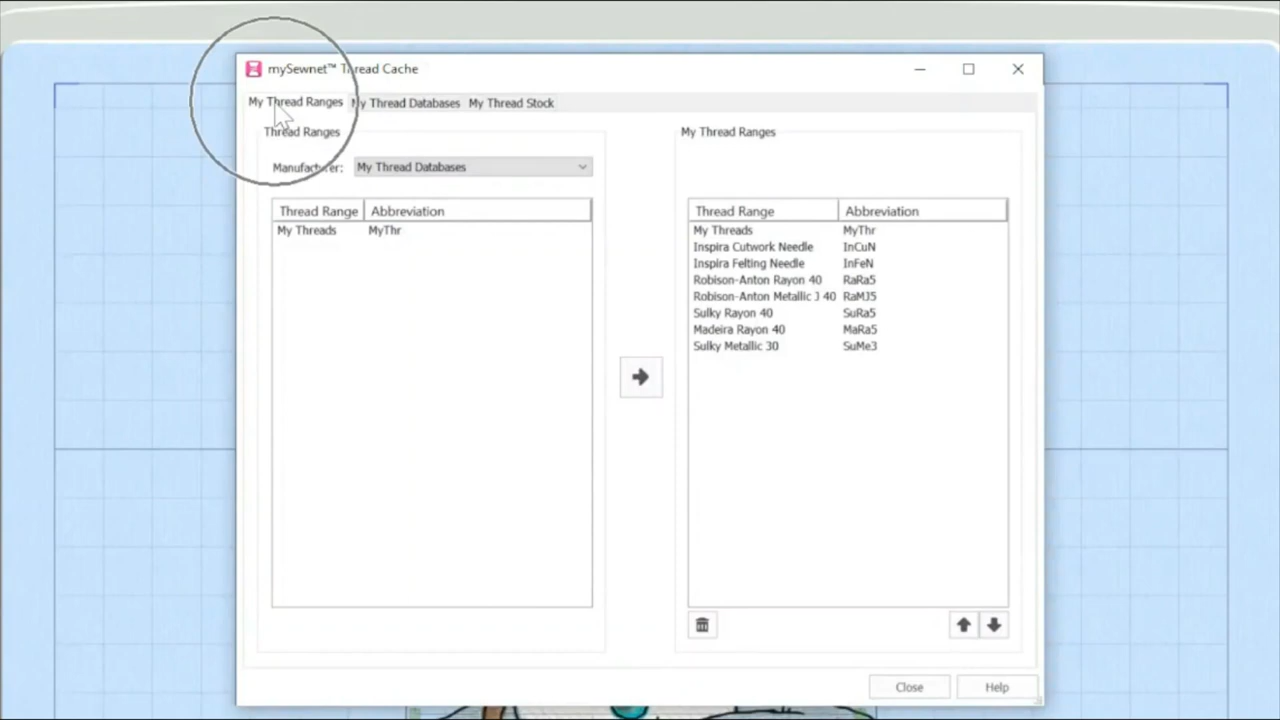 mySewnet™ Thread Cache
My Thread Ranges My Thread Databases My Thread Stock
Thread Ranges
Manufacturer: My Thread Databases
Thread Range Abbreviation
My Threads MyThr
My Thread Ranges
Thread Range Abbreviation
My Threads MyThr
Inspira Cutwork Needle InCuN
Inspira Felting Needle InFeN
Robison-Anton Rayon 40 RaRa5
Robison-Anton Metallic J 40 RaMJ5
Sulky Rayon 40 SuRa5
Madeira Rayon 40 MaRa5
Sulky Metallic 30 SuMe3
Close Help